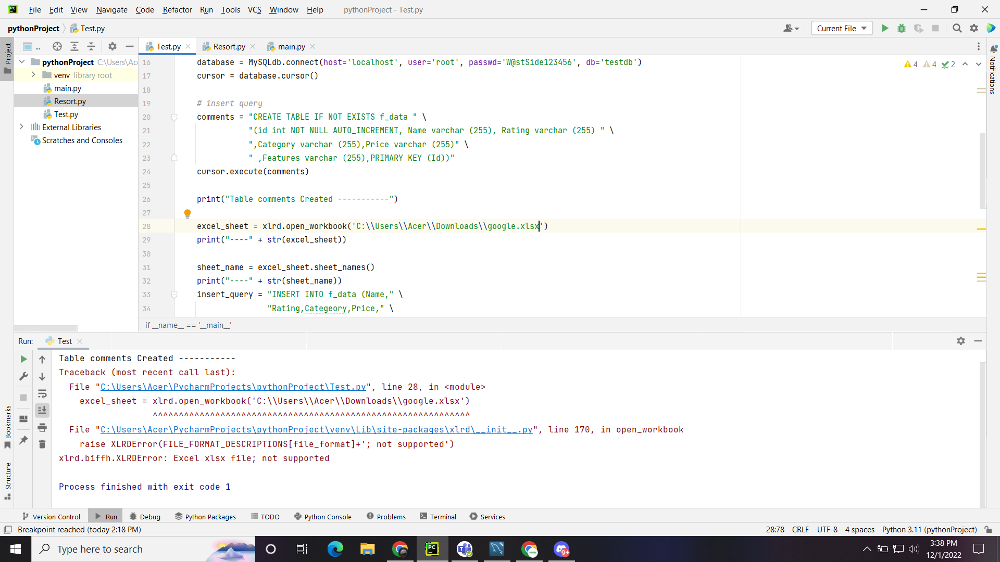 PC File Edit View Navigate Code Refactor Run Tools VCS Window Help pythonProject - Test.py
pythonProject Test.py Current File
Project ... Test.py Resort.py main.py
pythonProject C:\Users\Ace
venv library root
main.py
Resort.py
Test.py
External Libraries
Scratches and Consoles
4 4 2
Notifications
16 database = MySQLdb.connect(host='localhost', user='root', passwd='W@stSide123456', db='testdb')
17 cursor = database.cursor()
18
19 # insert query
20 comments = "CREATE TABLE IF NOT EXISTS f_data " \
21 "(id int NOT NULL AUTO_INCREMENT, Name varchar (255), Rating varchar (255) " \
22 ",Category varchar (255),Price varchar (255)" \
23 " ,Features varchar (255),PRIMARY KEY (Id))"
24 cursor.execute(comments)
25
26 print("Table comments Created -----------")
27
28 excel_sheet = xlrd.open_workbook('C:\\Users\\Acer\\Downloads\\google.xlsx')
29 print("----" + str(excel_sheet))
30
31 sheet_name = excel_sheet.sheet_names()
32 print("----" + str(sheet_name))
33 insert_query = "INSERT INTO f_data (Name," \
34 "Rating,Categeory,Price," \
if __name__ == '__main__'
Run: Test
Table comments Created -----------
Traceback (most recent call last):
File "C:\Users\Acer\PycharmProjects\pythonProject\Test.py", line 28, in <module>
excel_sheet = xlrd.open_workbook('C:\\Users\\Acer\\Downloads\\google.xlsx')
^^^^^^^^^^^^^^^^^^^^^^^^^^^^^^^^^^^^^^^^^^^^^^^^^^^^^^^^^^^^^
File "C:\Users\Acer\PycharmProjects\pythonProject\venv\Lib\site-packages\xlrd\__init__.py", line 170, in open_workbook
raise XLRDError(FILE_FORMAT_DESCRIPTIONS[file_format]+'; not supported')
xlrd.biffh.XLRDError: Excel xlsx file; not supported
Process finished with exit code 1
Bookmarks
Structure
Version Control Run Debug Python Packages TODO Python Console Problems Terminal Services
Breakpoint reached (today 2:18 PM) 28:78 CRLF UTF-8 4 spaces Python 3.11 (pythonProject)
Type here to search PC 9+ 3:38 PM
12/1/2022